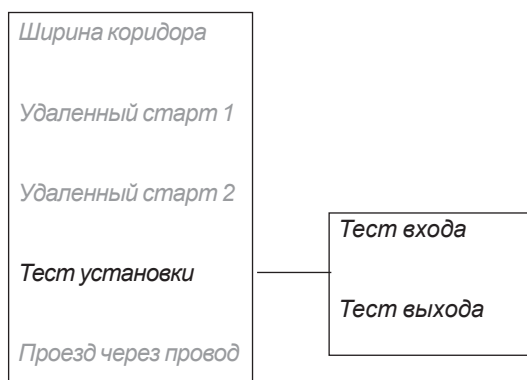 Ширина коридора
Удаленный старт 1
Удаленный старт 2
Тест установки
Проезд через провод
Тест входа
Тест выхода